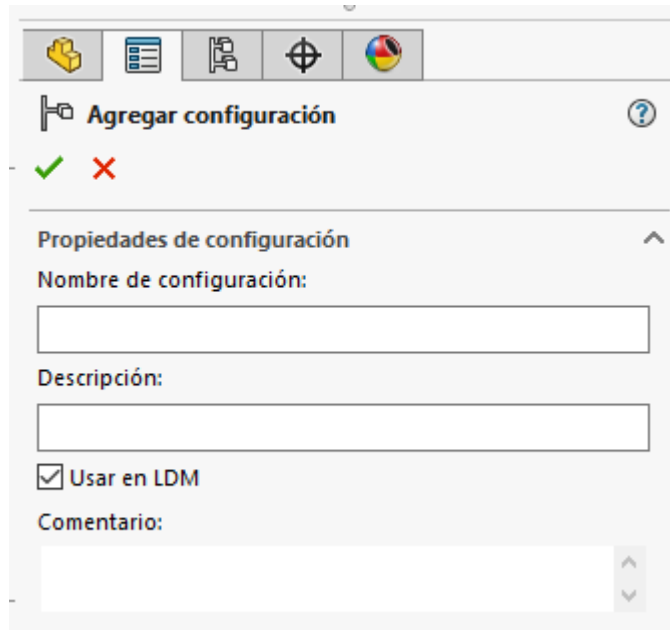 Agregar configuración
Propiedades de configuración
Nombre de configuración:
Descripción:
Usar en LDM
Comentario: